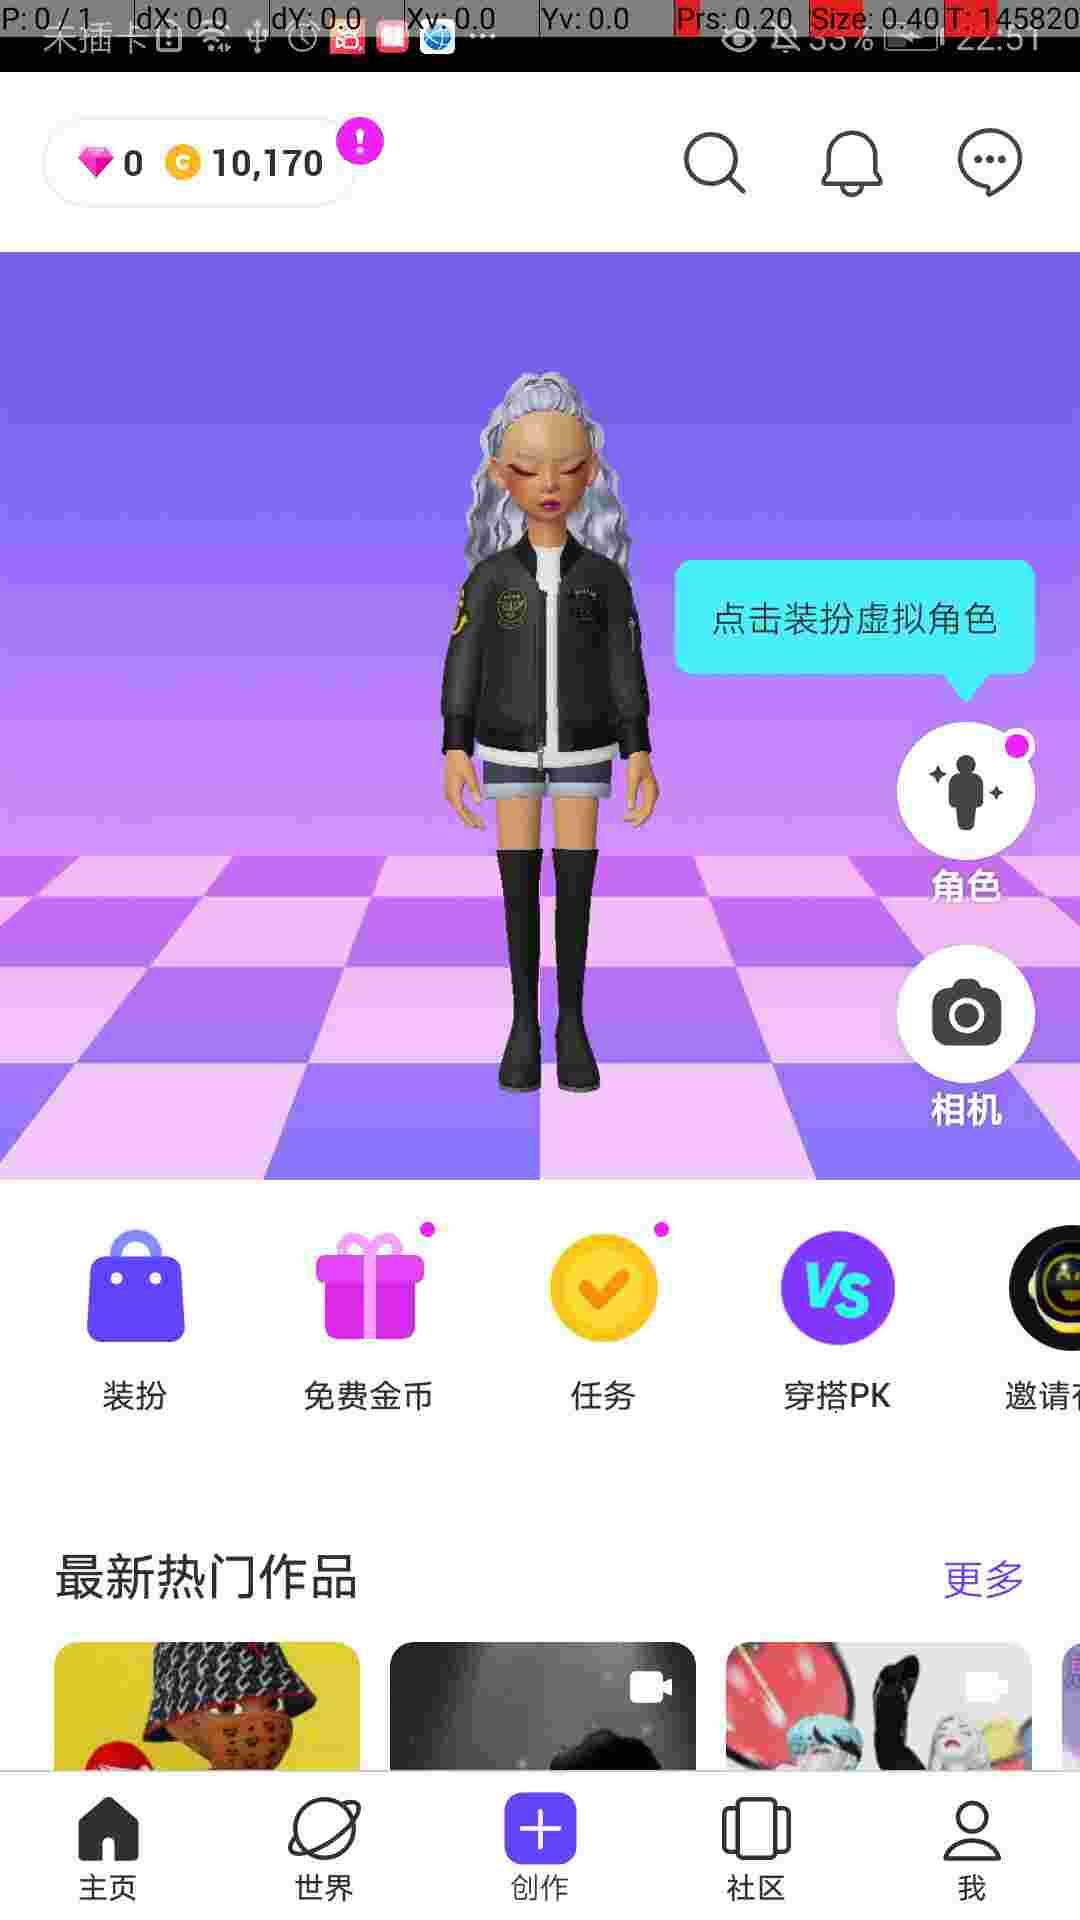 P: 0 / 1 dX: 0.0 dY: 0.0 Xv: 0.0 Yv: 0.0 Prs: 0.20 Size: 0.40 T: 145820
未插卡 33% 22:51
0 10,170
点击装扮虚拟角色
角色
相机
VS
装扮 免费金币 任务 穿搭PK 邀请
最新热门作品 更多
主页 世界 创作 社区 我